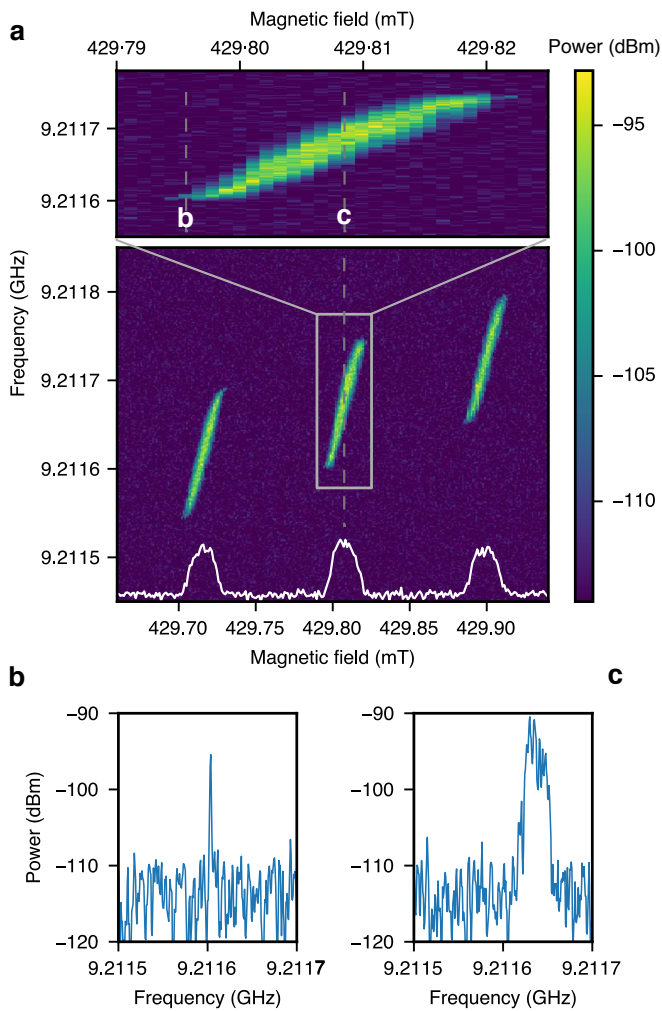 a
Magnetic field (mT)
429·79 429·80 429·81 429·82
Power (dBm)
9.2117
9.2116
b c
−95
−100
−105
−110
Frequency (GHz)
9.2118
9.2117
9.2116
9.2115
429.70 429.75 429.80 429.85 429.90
Magnetic field (mT)
b c
−90 −90
−100 −100
−110 −110
−120 −120
Power (dBm)
9.2115 9.2116 9.2117 9.2115 9.2116 9.2117
Frequency (GHz) Frequency (GHz)